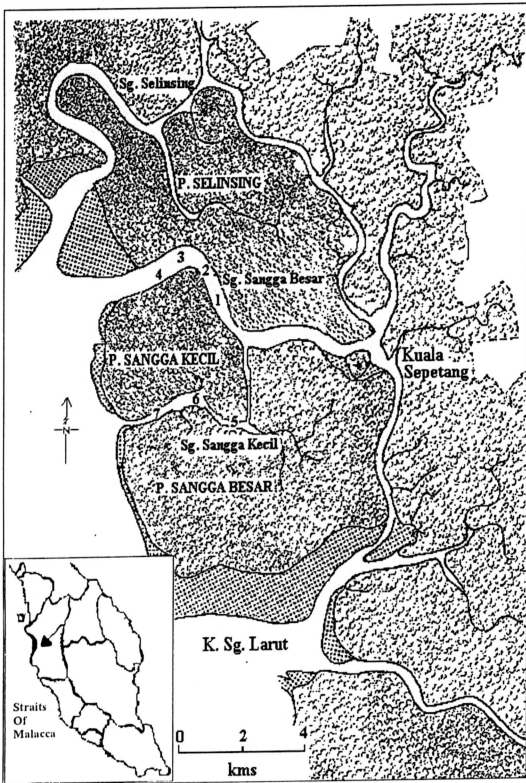 Sg. Selinsing
P. SELINSING
3
4
2
Sg. Sangga Besar
1
Kuala
Sepetang
P. SANGGA KECIL
N
6
7
5
Sg. Sangga Kecil
P. SANGGA BESAR
K. Sg. Larut
Straits
Of
Malacca
0 2 4
kms